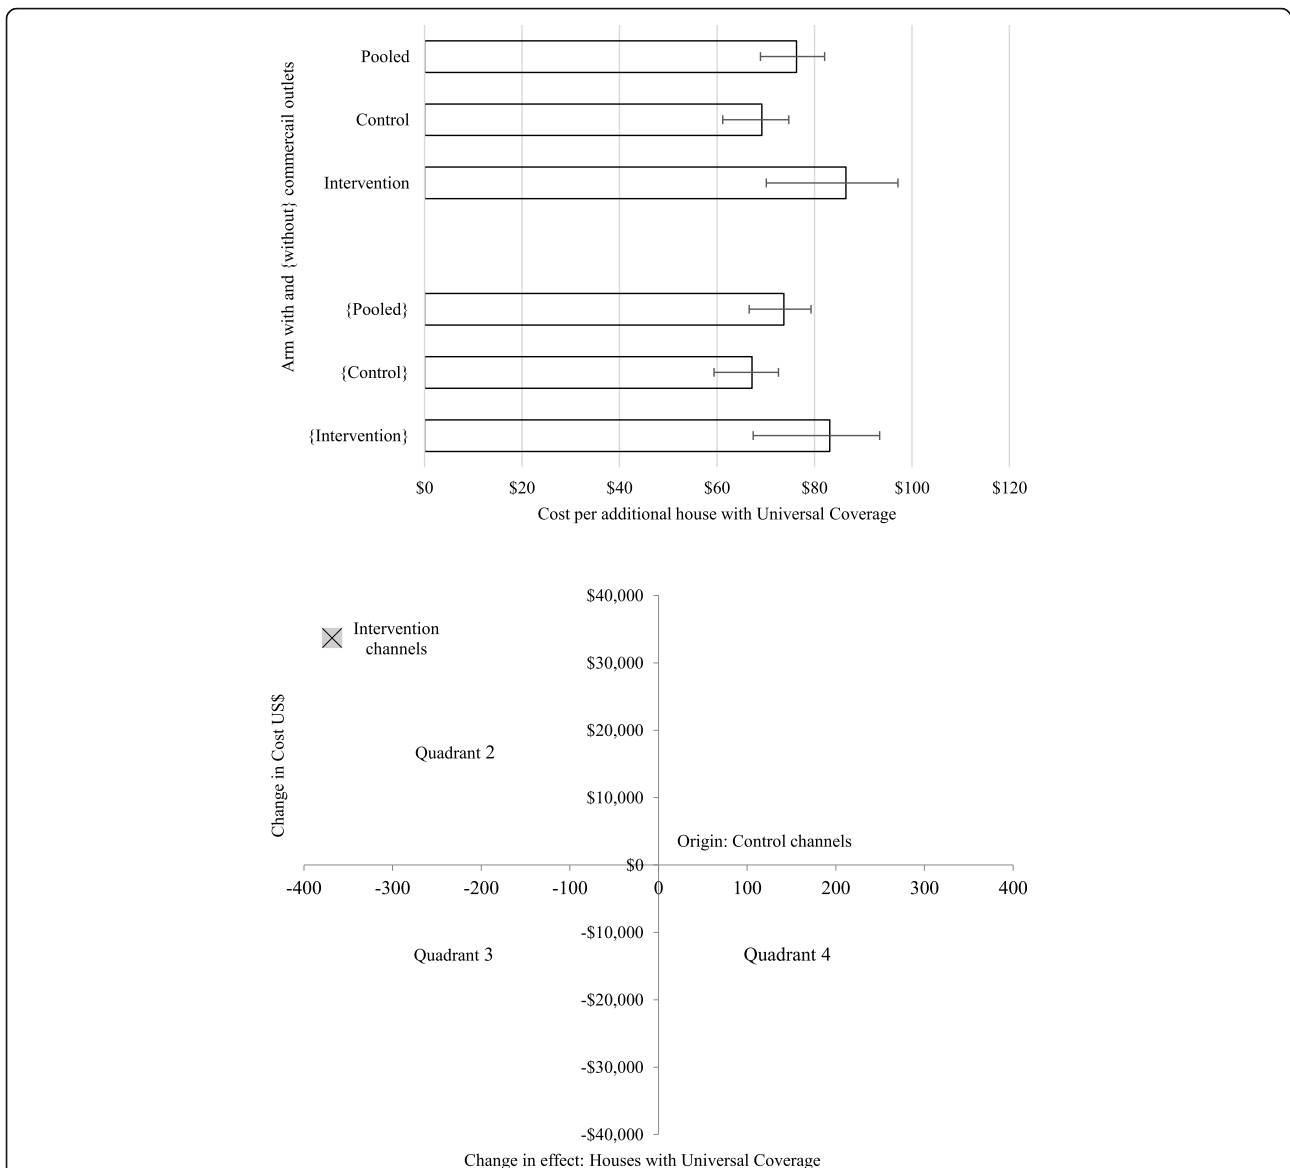 Arm with and {without} commercail outlets
Pooled
Control
Intervention
{Pooled}
{Control}
{Intervention}
$0 $20 $40 $60 $80 $100 $120
Cost per additional house with Universal Coverage
Change in Cost US$
$40,000
Intervention
channels
$30,000
$20,000
Quadrant 2
$10,000
Origin: Control channels
$0
-400 -300 -200 -100 0 100 200 300 400
-$10,000
Quadrant 3 Quadrant 4
-$20,000
-$30,000
-$40,000
Change in effect: Houses with Universal Coverage